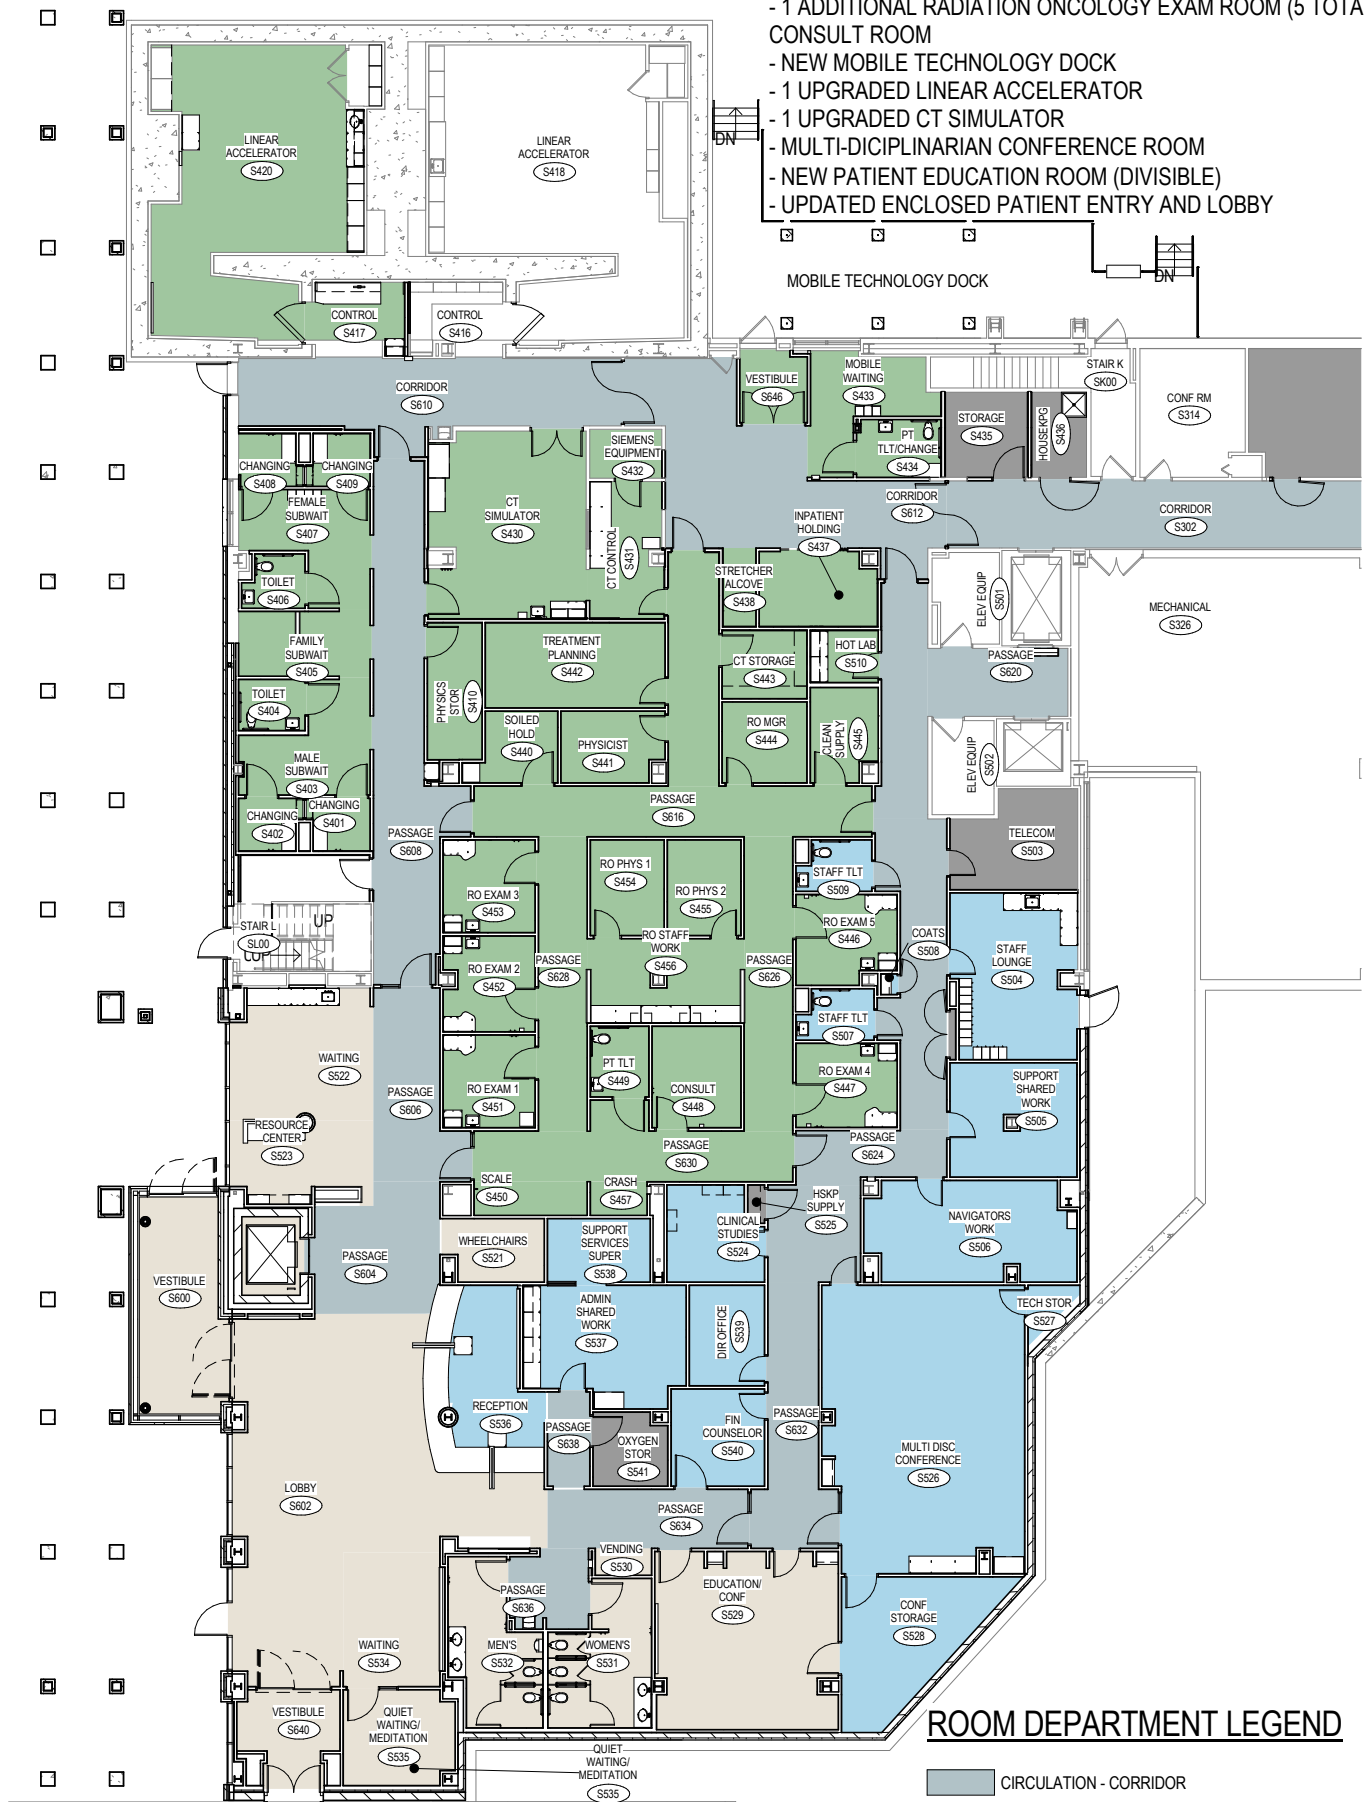 - 1 ADDITIONAL RADIATION ONCOLOGY EXAM ROOM (5 TOTA
CONSULT ROOM
- NEW MOBILE TECHNOLOGY DOCK
- 1 UPGRADED LINEAR ACCELERATOR
- 1 UPGRADED CT SIMULATOR
- MULTI-DICIPLINARIAN CONFERENCE ROOM
- NEW PATIENT EDUCATION ROOM (DIVISIBLE)
- UPDATED ENCLOSED PATIENT ENTRY AND LOBBY
DN
DN
MOBILE TECHNOLOGY DOCK
LINEAR
ACCELERATOR
S420
LINEAR
ACCELERATOR
S418
CONTROL
S417
CONTROL
S416
CORRIDOR
S610
VESTIBULE
S646
MOBILE
WAITING
S433
STAIR K
SK00
CONF RM
S314
STORAGE
S435
HOUSEKPG
S436
PT
TLT/CHANGE
S434
CHANGING
S408
CHANGING
S409
SIEMENS
EQUIPMENT
S432
FEMALE
SUBWAIT
S407
CT
SIMULATOR
S430
CT CONTROL
S431
INPATIENT
HOLDING
S437
CORRIDOR
S612
CORRIDOR
S302
TOILET
S406
STRETCHER
ALCOVE
S438
ELEV EQUIP
S501
MECHANICAL
S326
FAMILY
SUBWAIT
S405
PHYSICS
STOR
S410
TREATMENT
PLANNING
S442
CT STORAGE
S443
HOT LAB
S510
PASSAGE
S620
TOILET
S404
SOILED
HOLD
S440
PHYSICIST
S441
RO MGR
S444
CLEAN
SUPPLY
S445
ELEV EQUIP
S502
MALE
SUBWAIT
S403
CHANGING
S402
CHANGING
S401
PASSAGE
S608
PASSAGE
S616
TELECOM
S503
RO EXAM 3
S453
RO PHYS 1
S454
RO PHYS 2
S455
STAFF TLT
S509
STAIR L
SL00
UP
UP
RO EXAM 2
S452
PASSAGE
S628
RO STAFF
WORK
S456
PASSAGE
S626
RO EXAM 5
S446
COATS
S508
STAFF
LOUNGE
S504
WAITING
S522
STAFF TLT
S507
PASSAGE
S606
RO EXAM 1
S451
PT TLT
S449
CONSULT
S448
RO EXAM 4
S447
SUPPORT
SHARED
WORK
S505
RESOURCE
CENTER
S523
PASSAGE
S630
PASSAGE
S624
SCALE
S450
CRASH
S457
HSKP
SUPPLY
S525
NAVIGATORS
WORK
S506
PASSAGE
S604
WHEELCHAIRS
S521
SUPPORT
SERVICES
SUPER
S538
CLINICAL
STUDIES
S524
VESTIBULE
S600
ADMIN
SHARED
WORK
S537
DIR OFFICE
S539
TECH STOR
S527
RECEPTION
S536
PASSAGE
S638
OXYGEN
STOR
S541
FIN
COUNSELOR
S540
PASSAGE
S632
MULTI DISC
CONFERENCE
S526
LOBBY
S602
PASSAGE
S634
VENDING
S530
PASSAGE
S636
EDUCATION/
CONF
S529
CONF
STORAGE
S528
WAITING
S534
MEN'S
S532
WOMEN'S
S531
VESTIBULE
S640
QUIET
WAITING/
MEDITATION
S535
QUIET
WAITING/
MEDITATION
S535
ROOM DEPARTMENT LEGEND
CIRCULATION - CORRIDOR